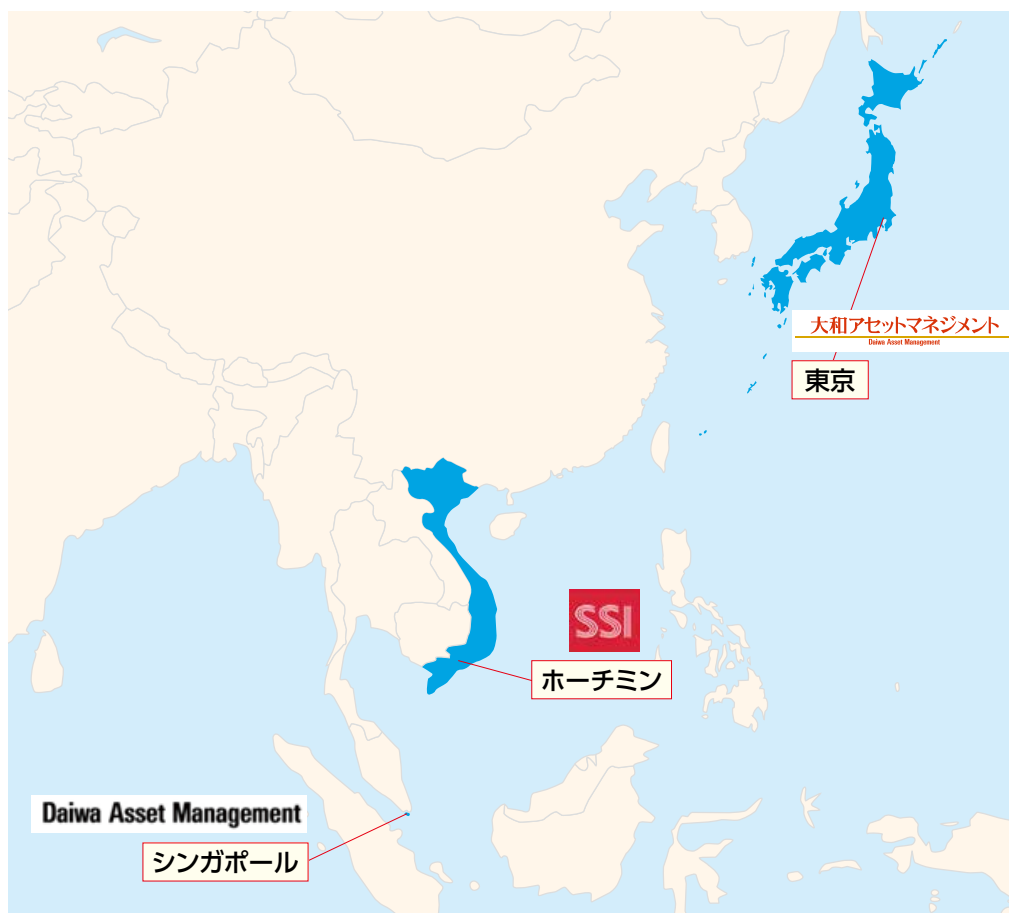 大和アセットマネジメント
Daiwa Asset Management
東京
SSI
ホーチミン
Daiwa Asset Management
シンガポール